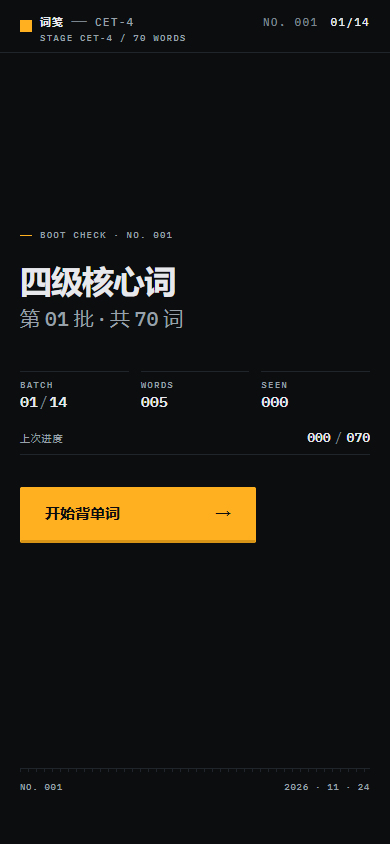 词笺 — CET-4
STAGE CET-4 / 70 WORDS
NO. 001 01/14
— BOOT CHECK · NO. 001
四级核心词
第 01 批 · 共 70 词
BATCH WORDS SEEN
01/14 005 000
上次进度 000 / 070
开始背单词 →
NO. 001 2026 · 11 · 24